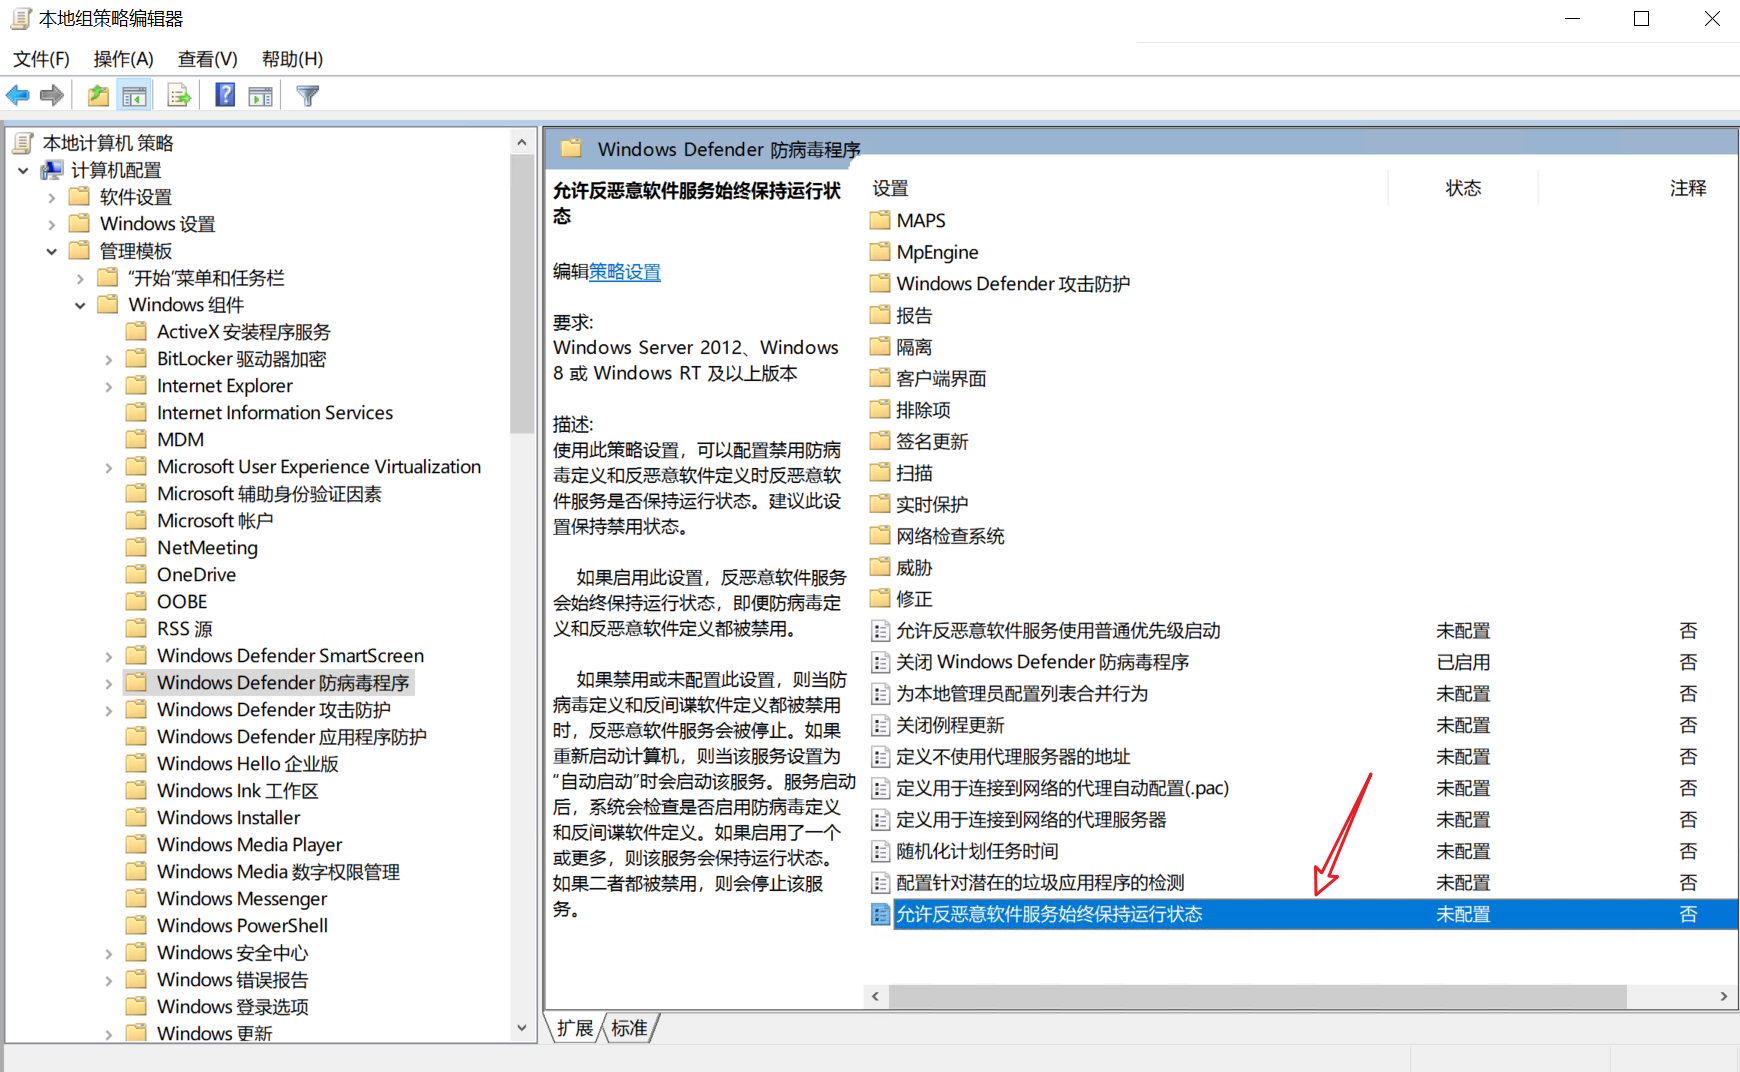 本地组策略编辑器
文件(F) 操作(A) 查看(V) 帮助(H)
本地计算机 策略
计算机配置
软件设置
Windows 设置
管理模板
“开始”菜单和任务栏
Windows 组件
ActiveX 安装程序服务
BitLocker 驱动器加密
Internet Explorer
Internet Information Services
MDM
Microsoft User Experience Virtualization
Microsoft 辅助身份验证因素
Microsoft 帐户
NetMeeting
OneDrive
OOBE
RSS 源
Windows Defender SmartScreen
Windows Defender 防病毒程序
Windows Defender 攻击防护
Windows Defender 应用程序防护
Windows Hello 企业版
Windows Ink 工作区
Windows Installer
Windows Media Player
Windows Media 数字权限管理
Windows Messenger
Windows PowerShell
Windows 安全中心
Windows 错误报告
Windows 登录选项
Windows 更新
Windows Defender 防病毒程序
允许反恶意软件服务始终保持运行状
态
编辑策略设置
要求:
Windows Server 2012、Windows
8 或 Windows RT 及以上版本
描述:
使用此策略设置，可以配置禁用防病
毒定义和反恶意软件定义时反恶意软
件服务是否保持运行状态。建议此设
置保持禁用状态。
如果启用此设置，反恶意软件服务
会始终保持运行状态，即便防病毒定
义和反恶意软件定义都被禁用。
如果禁用或未配置此设置，则当防
病毒定义和反间谍软件定义都被禁用
时，反恶意软件服务会被停止。如果
重新启动计算机，则当该服务设置为
“自动启动”时会启动该服务。服务启动
后，系统会检查是否启用防病毒定义
和反间谍软件定义。如果启用了一个
或更多，则该服务会保持运行状态。
如果二者都被禁用，则会停止该服
务。
设置 状态 注释
MAPS
MpEngine
Windows Defender 攻击防护
报告
隔离
客户端界面
排除项
签名更新
扫描
实时保护
网络检查系统
威胁
修正
允许反恶意软件服务使用普通优先级启动 未配置 否
关闭 Windows Defender 防病毒程序 已启用 否
为本地管理员配置列表合并行为 未配置 否
关闭例程更新 未配置 否
定义不使用代理服务器的地址 未配置 否
定义用于连接到网络的代理自动配置(.pac) 未配置 否
定义用于连接到网络的代理服务器 未配置 否
随机化计划任务时间 未配置 否
配置针对潜在的垃圾应用程序的检测 未配置 否
允许反恶意软件服务始终保持运行状态 未配置 否
扩展 标准